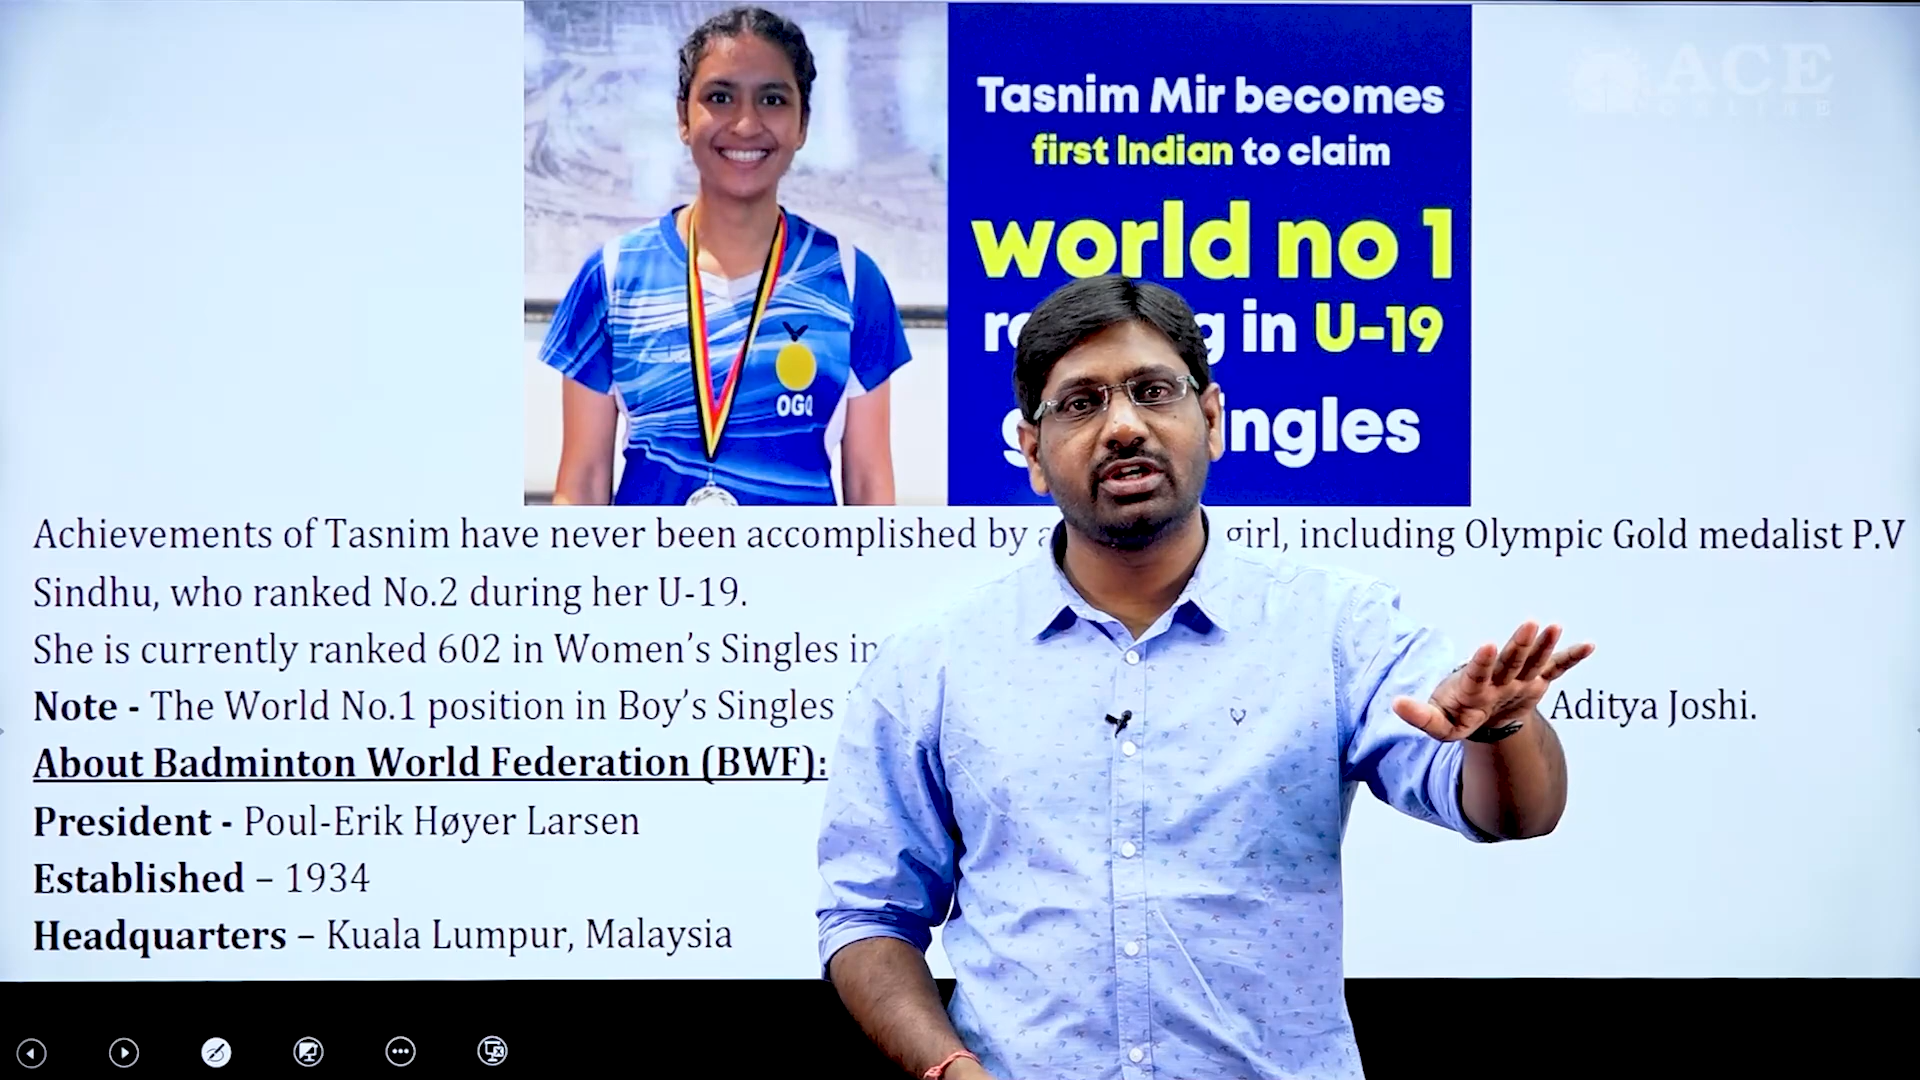 ACE
ONLINE
Tasnim Mir becomes
first Indian to claim
world no 1
in U-19
OGQ
Achievements of Tasnim have never been accomplished by girl, including Olympic Gold medalist P.V
Sindhu, who ranked No.2 during her U-19.
She is currently ranked 602 in Women's Singles in
Note - The World No.1 position in Boy's Singles Aditya Joshi.
About Badminton World Federation (BWF):
President - Poul-Erik Høyer Larsen
Established – 1934
Headquarters – Kuala Lumpur, Malaysia